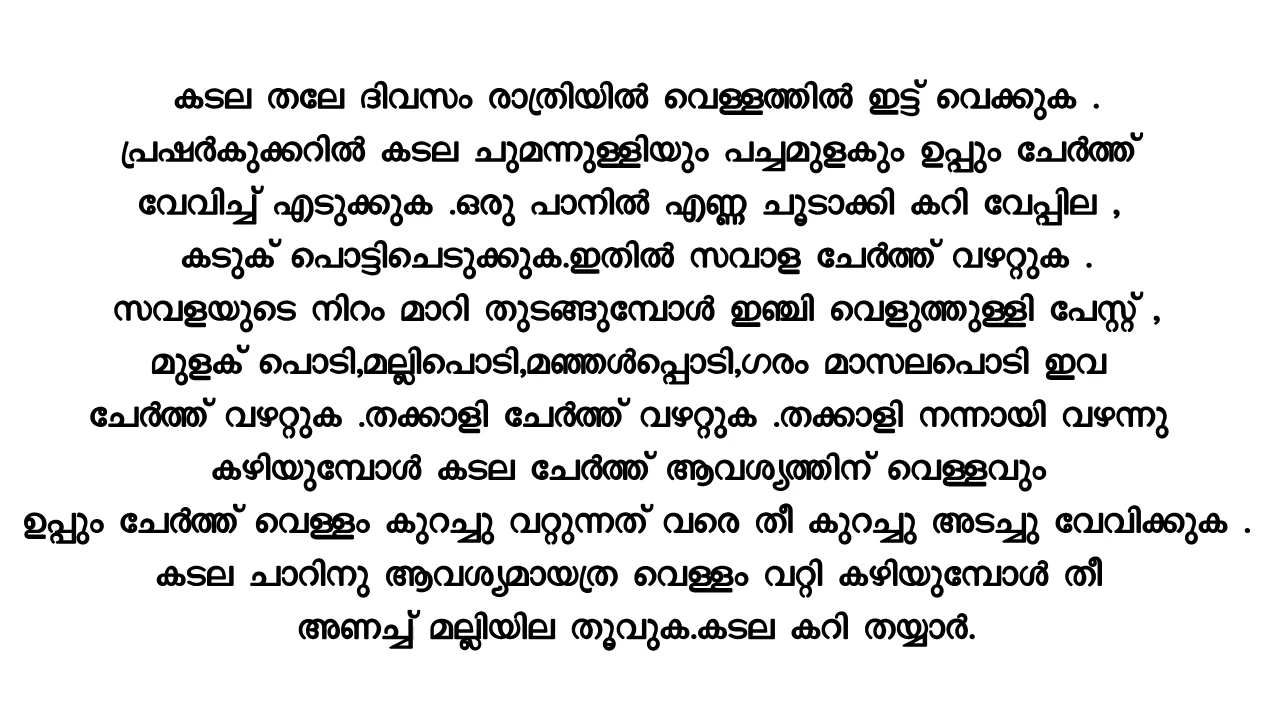 കടല തലേ ദിവസം രാത്രിയിൽ വെള്ളത്തിൽ ഇട്ട് വെക്കുക .
പ്രഷർകുക്കറിൽ കടല ചുമന്നുള്ളിയും പച്ചമുളകും ഉപ്പും ചേർത്ത്
വേവിച്ച് എടുക്കുക .ഒരു പാനിൽ എണ്ണ ചൂടാക്കി കറി വേപ്പില ,
കടുക് പൊട്ടിചെടുക്കുക.ഇതിൽ സവാള ചേർത്ത് വഴറ്റുക .
സവളയുടെ നിറം മാറി തുടങ്ങുമ്പോൾ ഇഞ്ചി വെളുത്തുള്ളി പേസ്റ്റ് ,
മുളക് പൊടി,മല്ലിപൊടി,മഞ്ഞൾപ്പൊടി,ഗരം മാസലപൊടി ഇവ
ചേർത്ത് വഴറ്റുക .തക്കാളി ചേർത്ത് വഴറ്റുക .തക്കാളി നന്നായി വഴന്നു
കഴിയുമ്പോൾ കടല ചേർത്ത് ആവശ്യത്തിന് വെള്ളവും
ഉപ്പും ചേർത്ത് വെള്ളം കുറച്ചു വറ്റുന്നത് വരെ തീ കുറച്ചു അടച്ചു വേവിക്കുക .
കടല ചാറിനു ആവശ്യമായത്ര വെള്ളം വറ്റി കഴിയുമ്പോൾ തീ
അണച്ച് മല്ലിയില തൂവുക.കടല കറി തയ്യാർ.